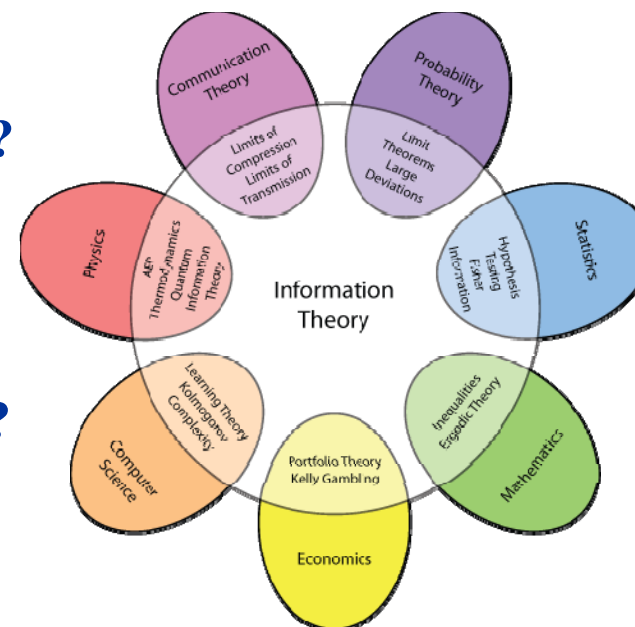 ?
?
Communication
Theory
Limits of
Compression
Limits of
Transmission
Probability
Theory
Limit
Theorems
Large
Deviations
Physics
AEP
Thermodynamics
Quantum
Information
Theory
Statistics
Hypothesis
Testing
Fisher
Information
Information
Theory
Computer
Science
Learning Theory
Kolmogorov
Complexity
Portfolio Theory
Kelly Gambling
Economics
Inequalities
Ergodic Theory
Mathematics